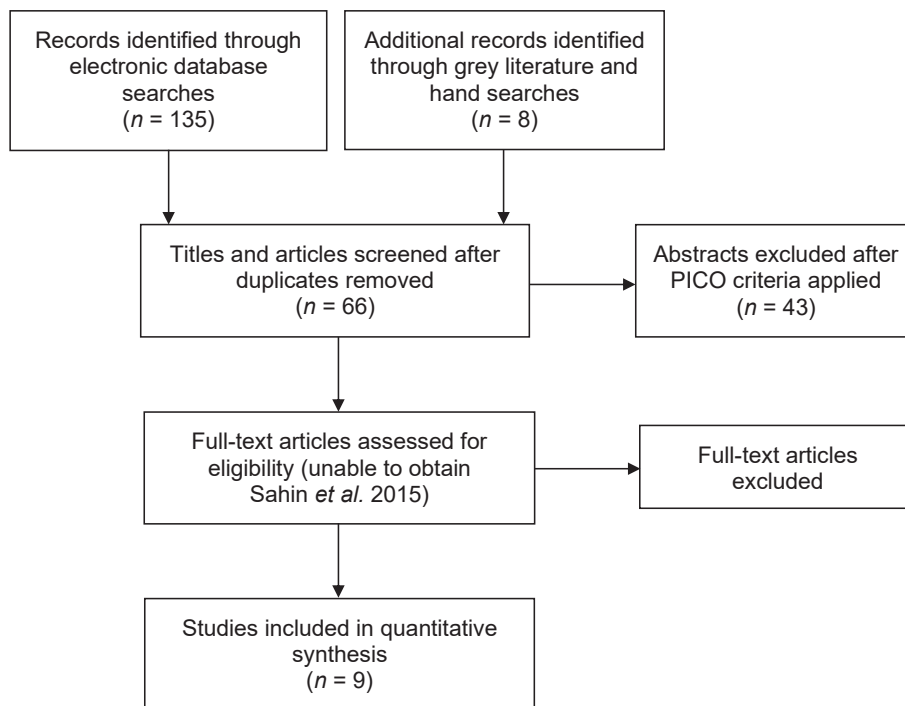 Records identified through
electronic database
searches
(n = 135)
Additional records identified
through grey literature and
hand searches
(n = 8)
Titles and articles screened after
duplicates removed
(n = 66)
Abstracts excluded after
PICO criteria applied
(n = 43)
Full-text articles assessed for
eligibility (unable to obtain
Sahin et al. 2015)
Full-text articles
excluded
Studies included in quantitative
synthesis
(n = 9)